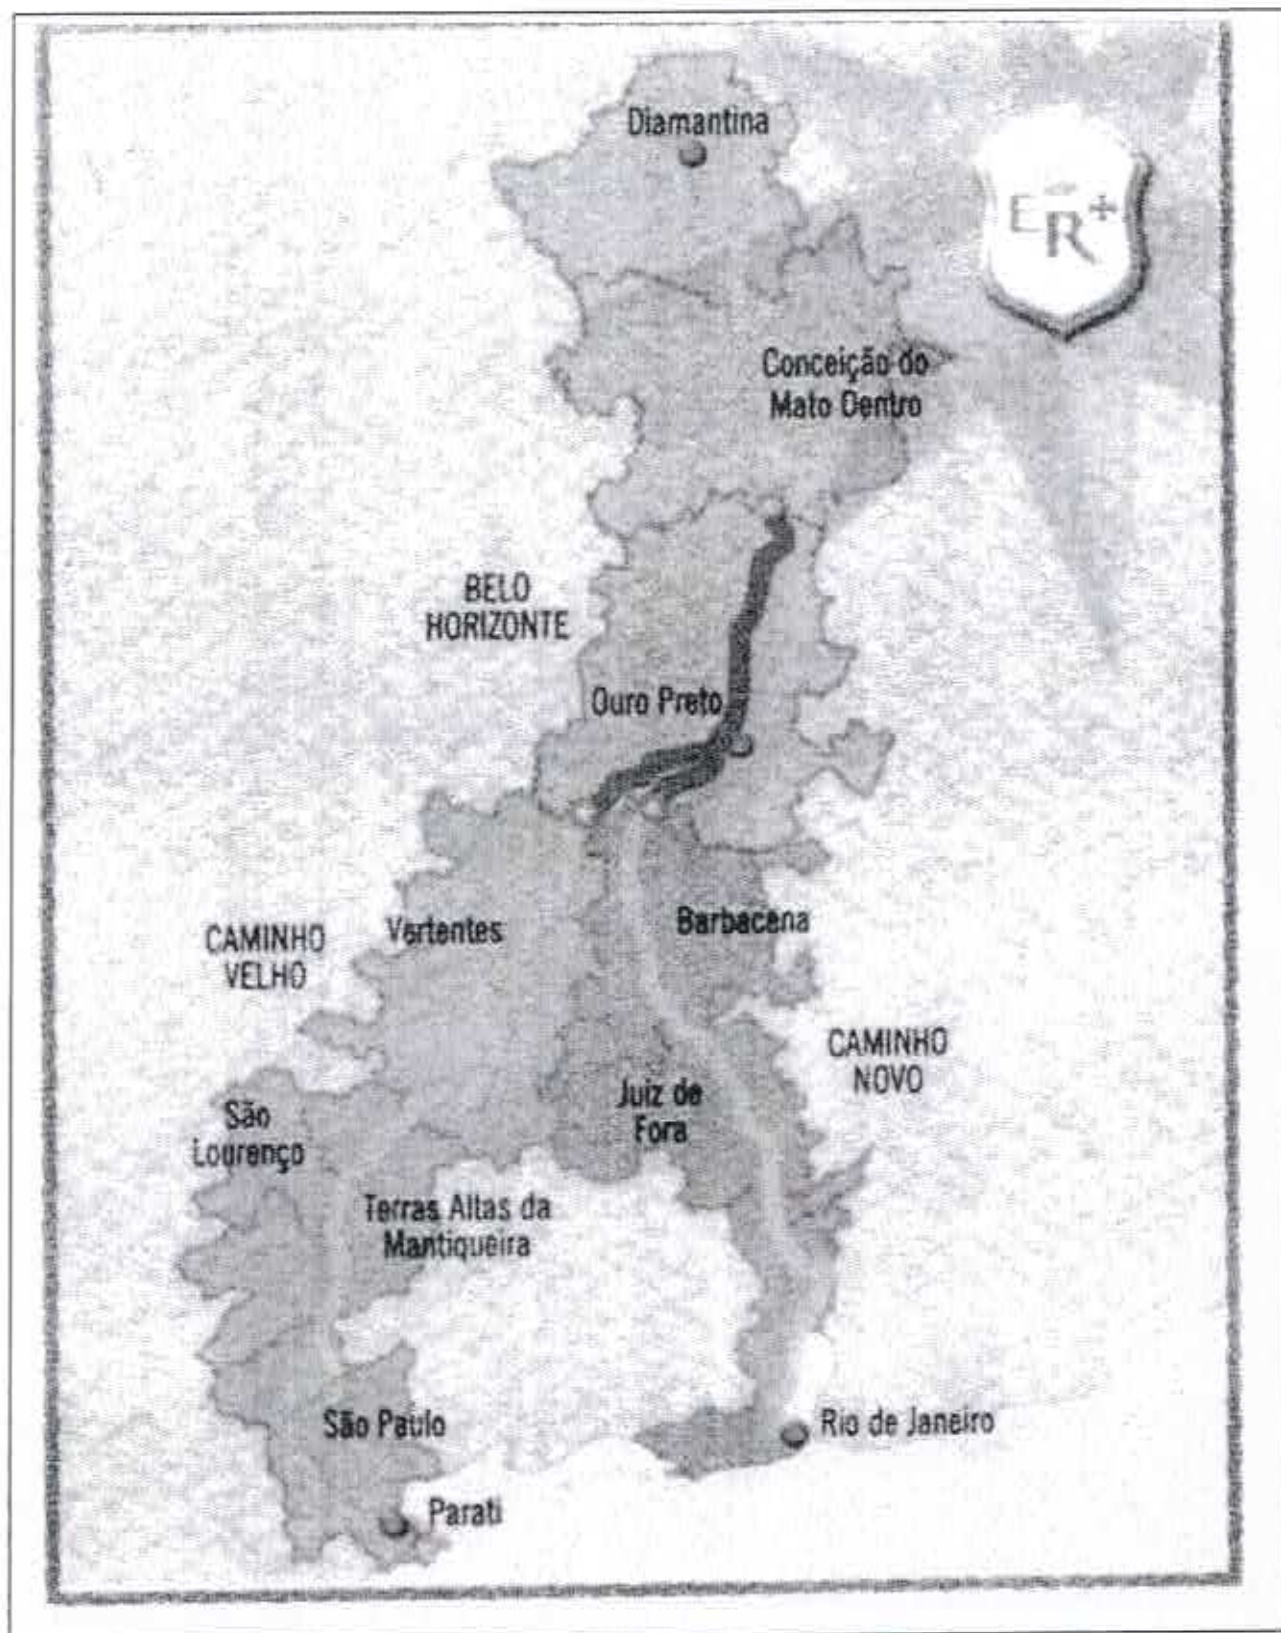 Diamantina
ER+
Conceição do
Mato Dentro
BELO
HORIZONTE
Ouro Preto
Vertentes
Barbacena
CAMINHO
VELHO
CAMINHO
NOVO
Juiz de
Fora
São
Lourenço
Terras Altas da
Mantiqueira
São Paulo
Rio de Janeiro
Parati